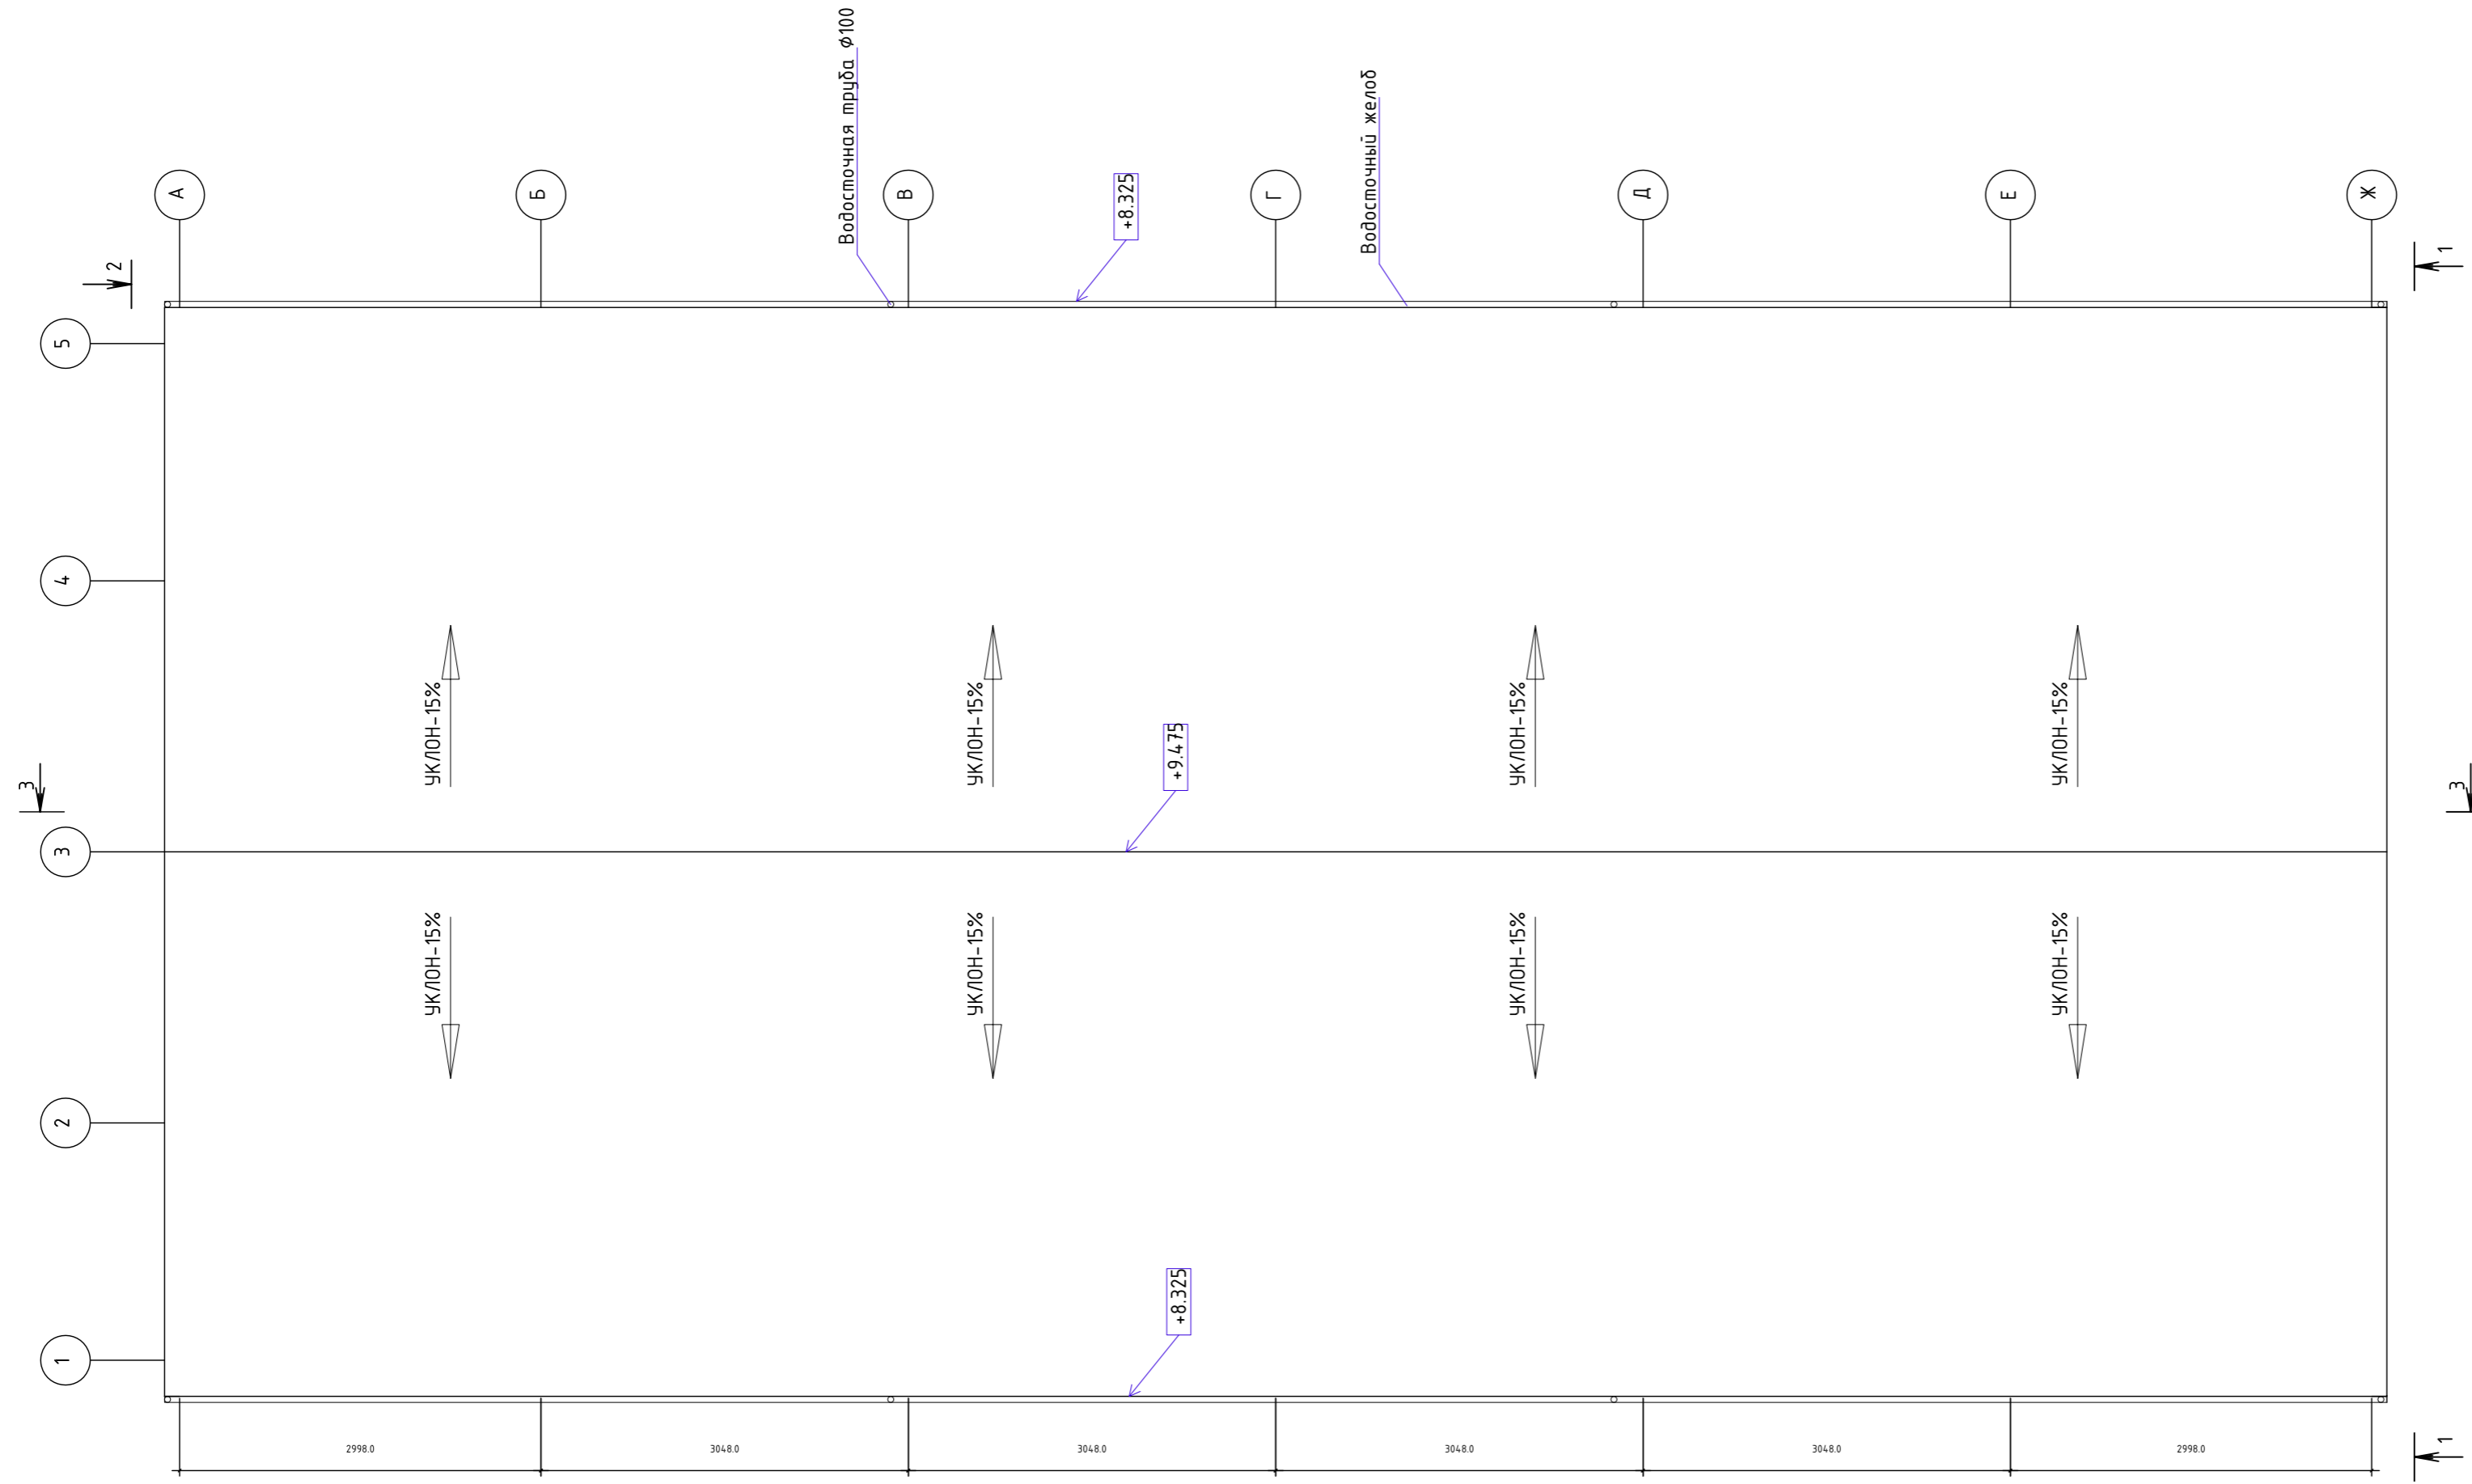 Водосточная труба ϕ100
Водосточный желоб
А
Б
В
Г
Д
Е
Ж
+8.325
2
1
5
4
УКЛОН-15%
УКЛОН-15%
УКЛОН-15%
УКЛОН-15%
+9.475
3
3
3
УКЛОН-15%
УКЛОН-15%
УКЛОН-15%
УКЛОН-15%
2
+8.325
1
2998.0
3048.0
3048.0
3048.0
3048.0
2998.0
1